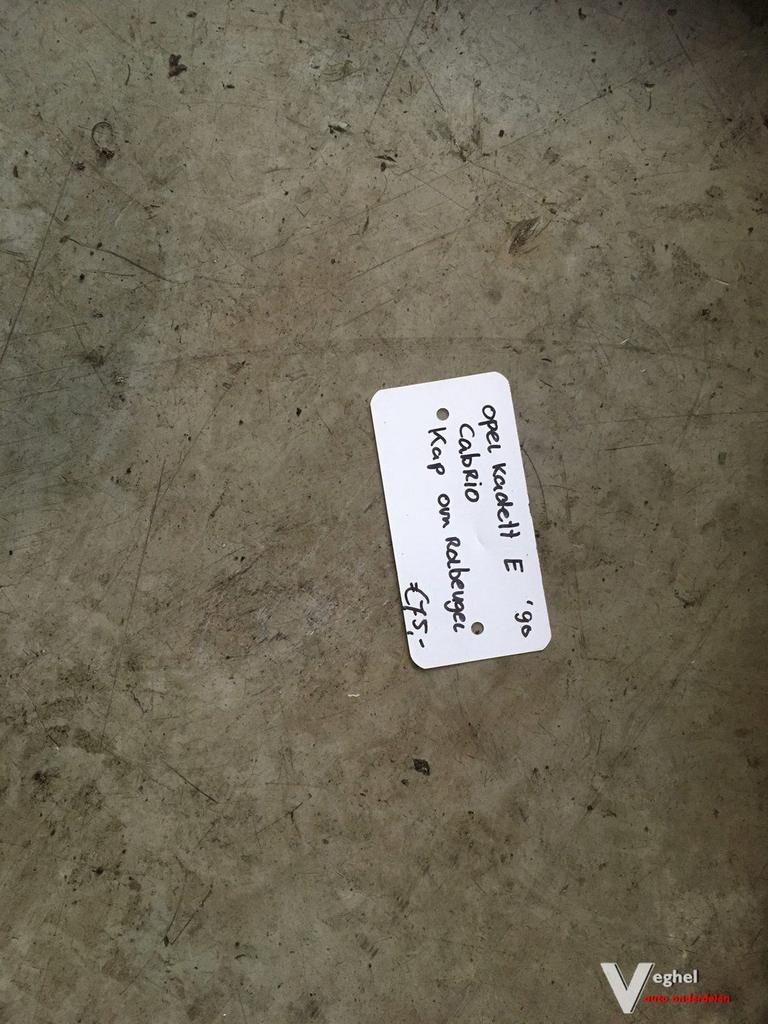 Opel Kadett E '90
Cabrio
Kap om Rolbeugel
€75,-
Veghel
auto onderdelen